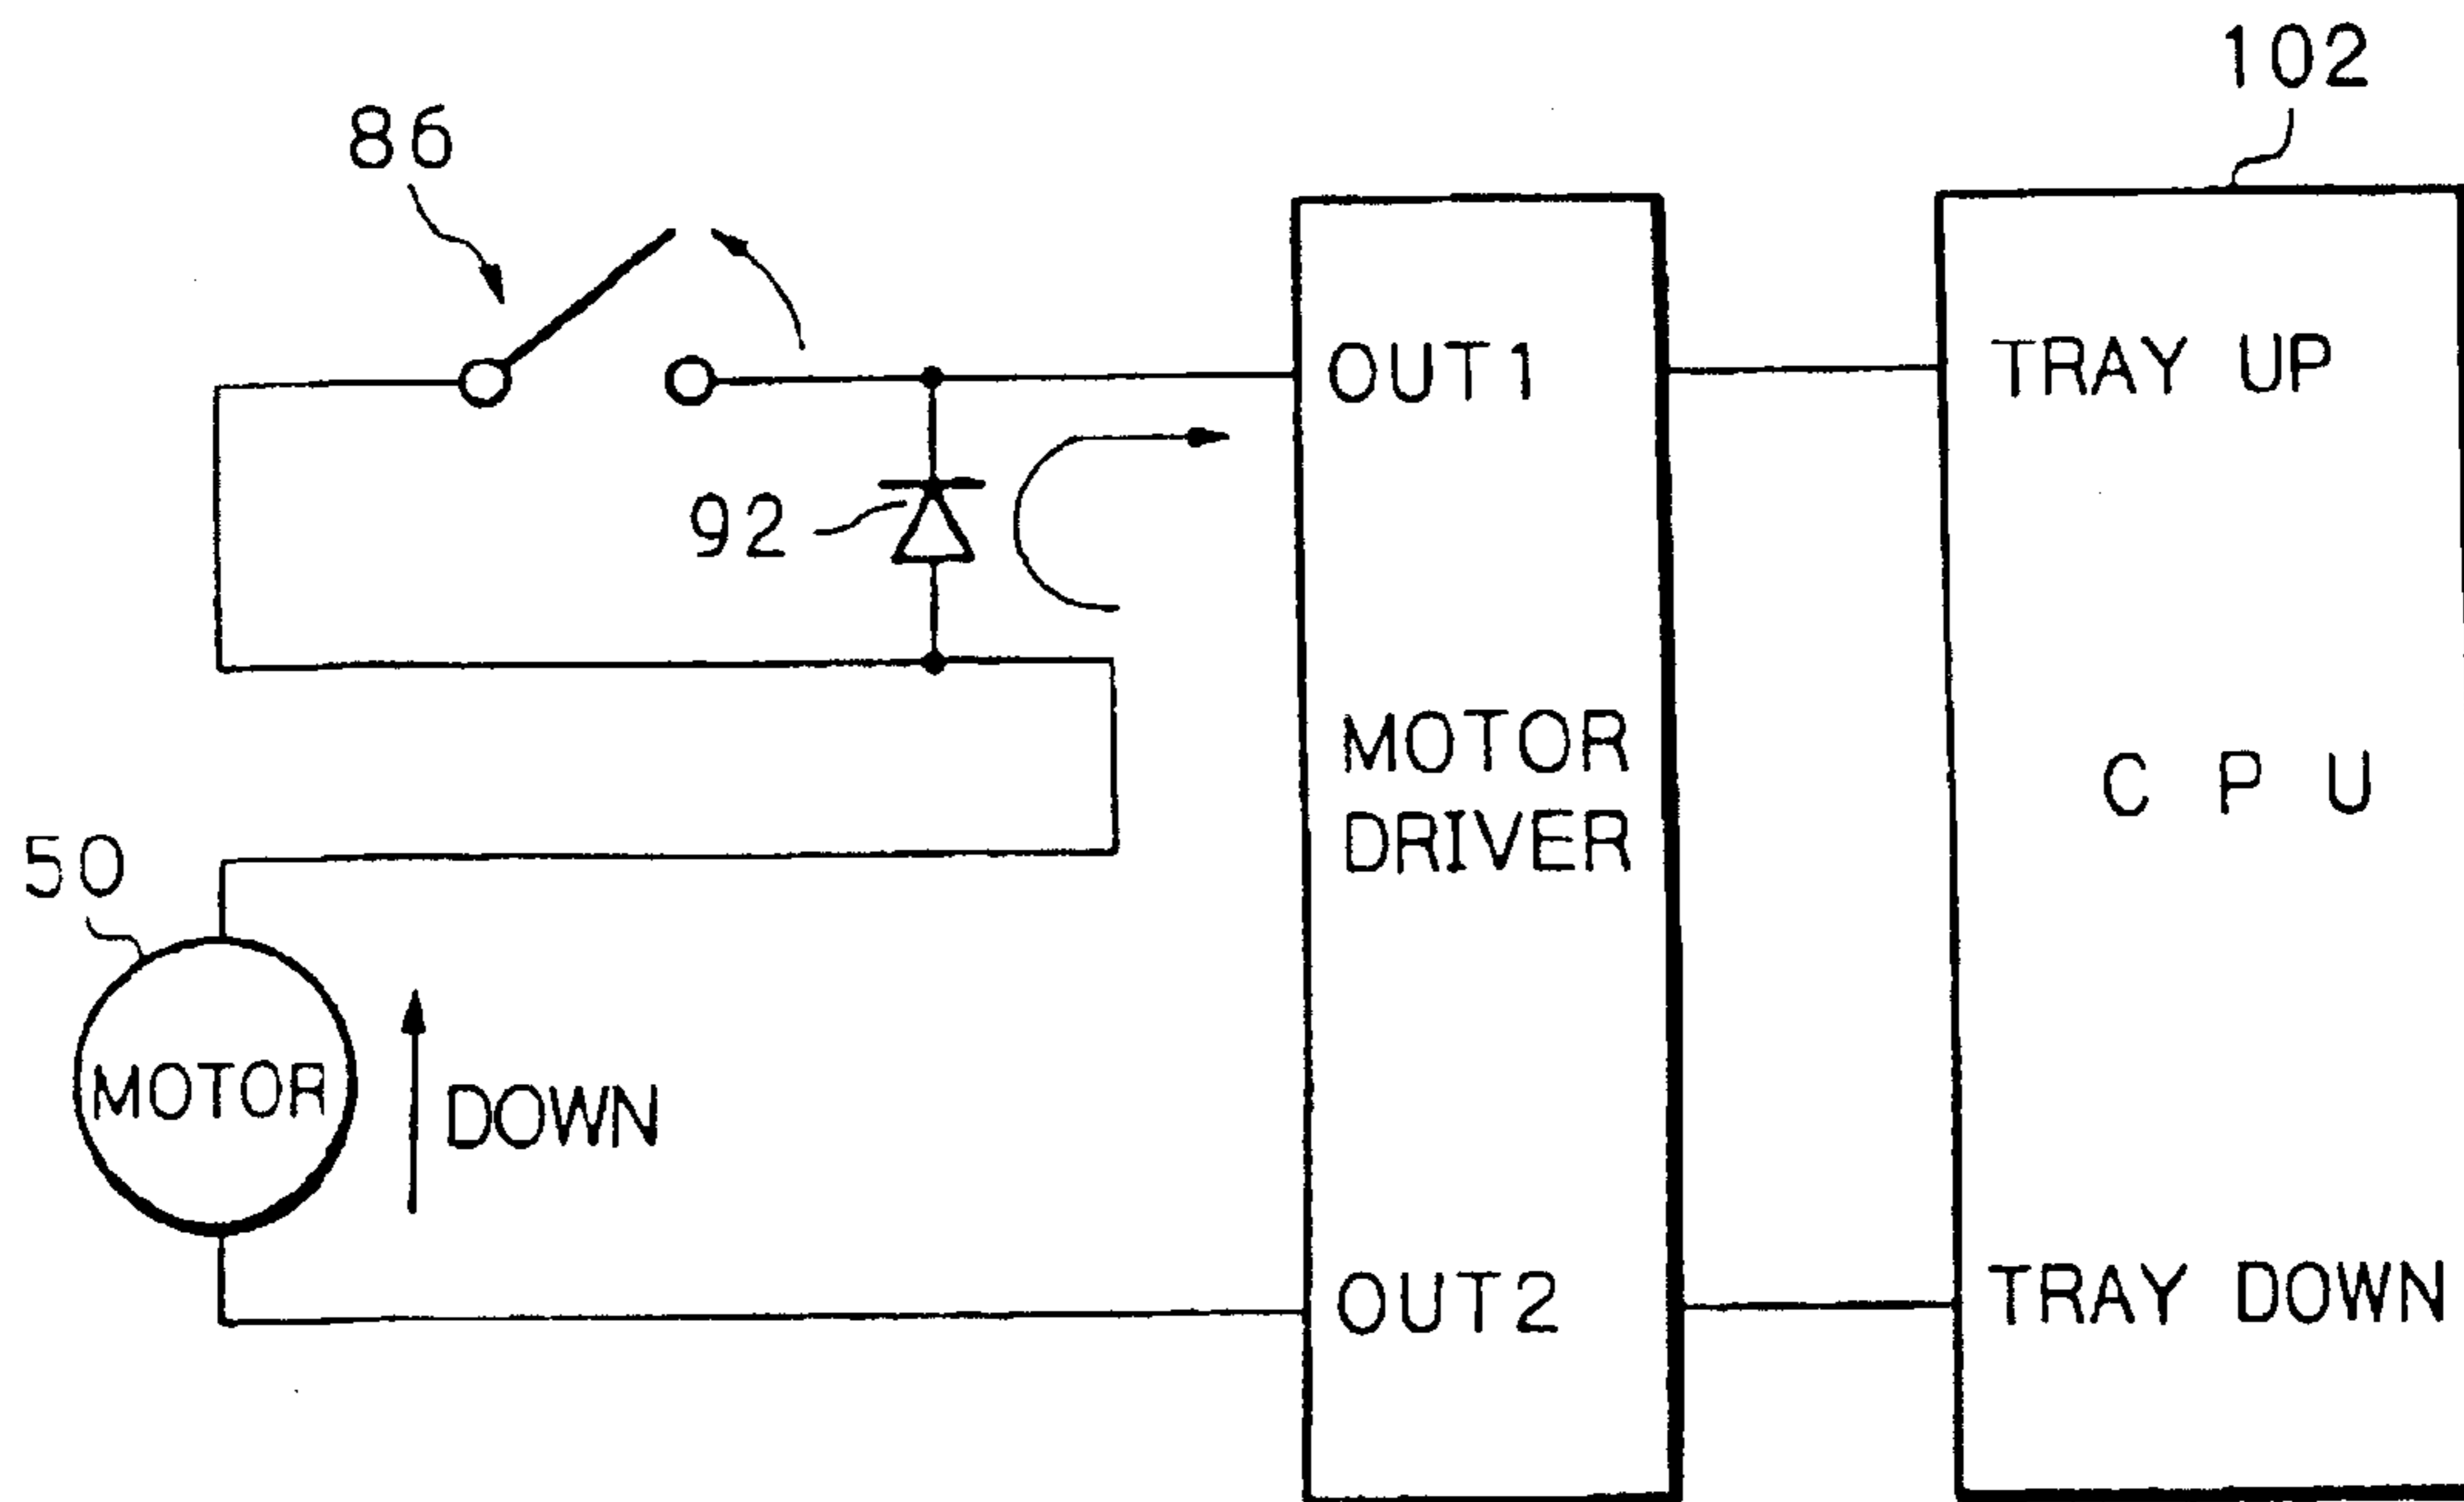 102
86
OUT1
TRAY UP
92
MOTOR
DRIVER
C P U
50
MOTOR
DOWN
OUT2
TRAY DOWN